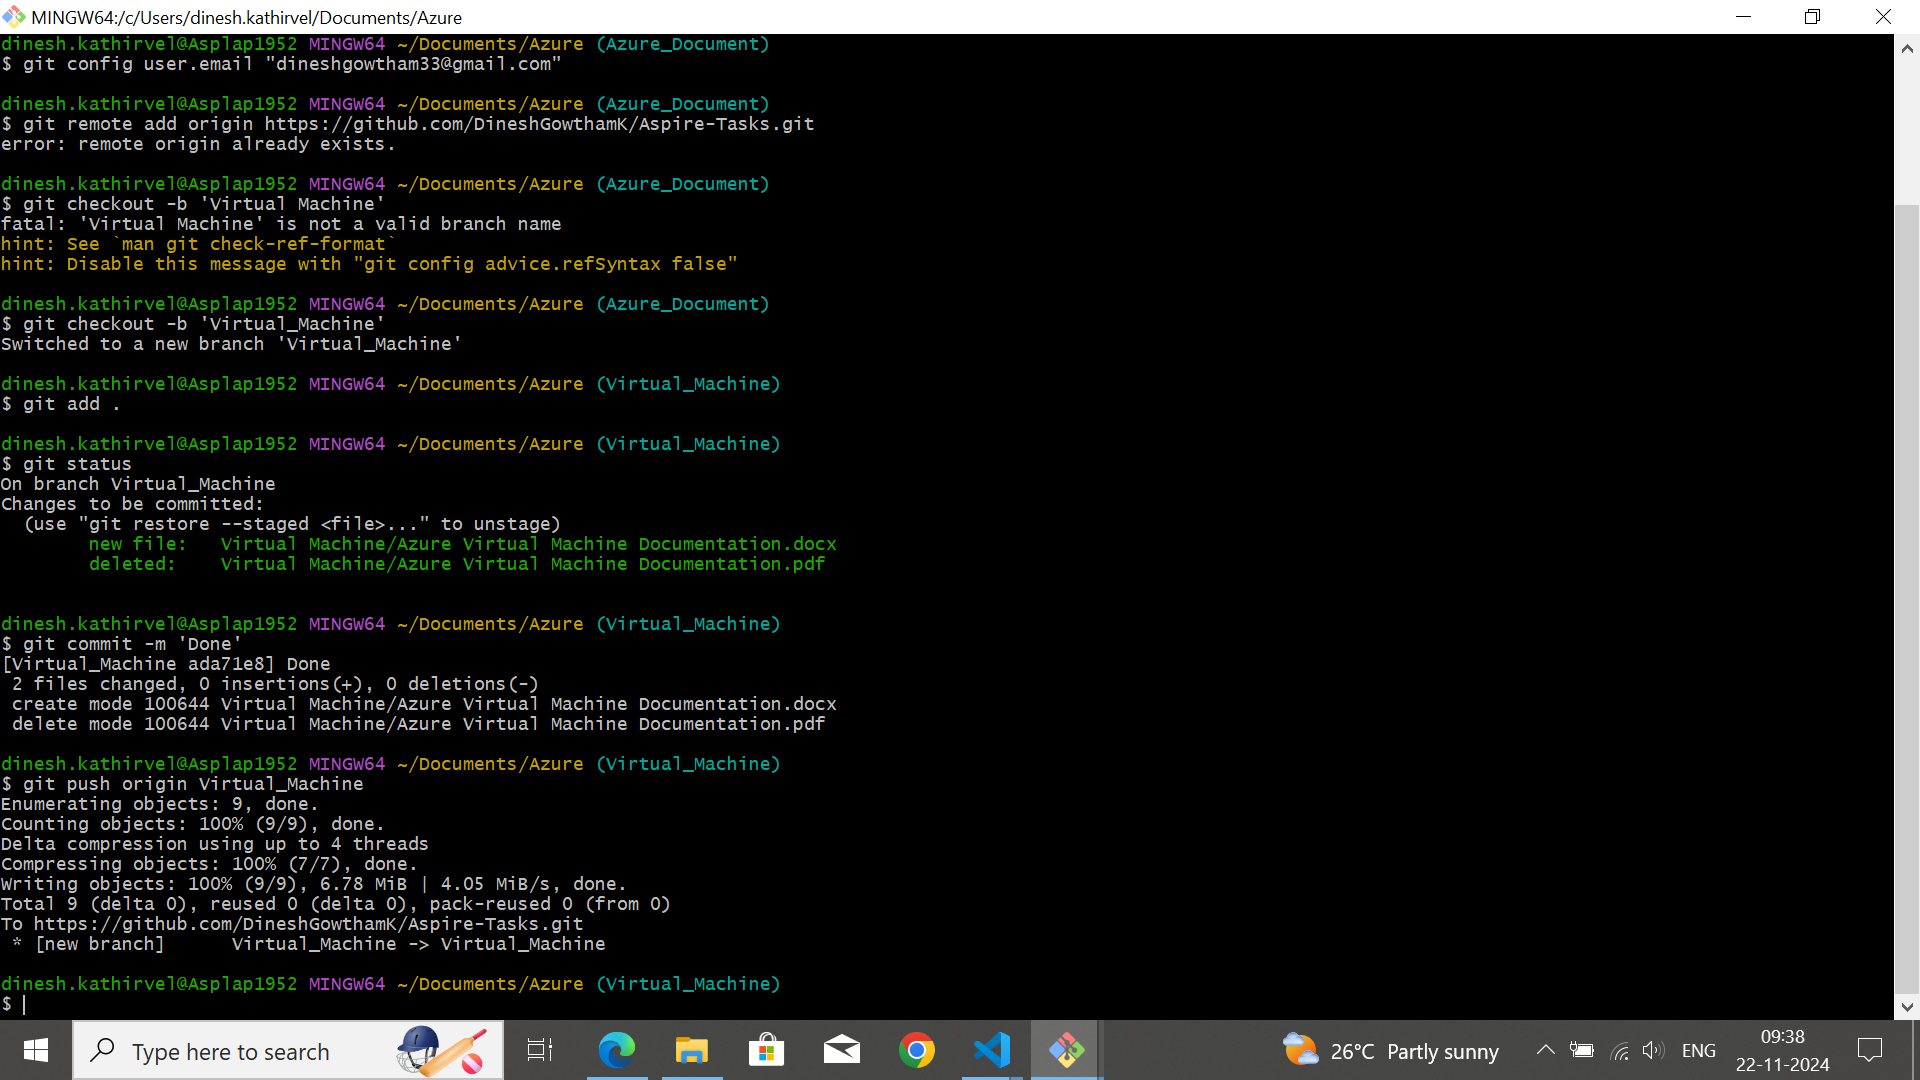 MINGW64:/c/Users/dinesh.kathirvel/Documents/Azure
dinesh.kathirvel@Asplap1952 MINGW64 ~/Documents/Azure (Azure_Document)
$ git config user.email "dineshgowtham33@gmail.com"
dinesh.kathirvel@Asplap1952 MINGW64 ~/Documents/Azure (Azure_Document)
$ git remote add origin https://github.com/DineshGowthamK/Aspire-Tasks.git
error: remote origin already exists.
dinesh.kathirvel@Asplap1952 MINGW64 ~/Documents/Azure (Azure_Document)
$ git checkout -b 'Virtual Machine'
fatal: 'Virtual Machine' is not a valid branch name
hint: See `man git check-ref-format`
hint: Disable this message with "git config advice.refSyntax false"
dinesh.kathirvel@Asplap1952 MINGW64 ~/Documents/Azure (Azure_Document)
$ git checkout -b 'Virtual_Machine'
Switched to a new branch 'Virtual_Machine'
dinesh.kathirvel@Asplap1952 MINGW64 ~/Documents/Azure (Virtual_Machine)
$ git add .
dinesh.kathirvel@Asplap1952 MINGW64 ~/Documents/Azure (Virtual_Machine)
$ git status
On branch Virtual_Machine
Changes to be committed:
  (use "git restore --staged <file>..." to unstage)
        new file:   Virtual Machine/Azure Virtual Machine Documentation.docx
        deleted:    Virtual Machine/Azure Virtual Machine Documentation.pdf
dinesh.kathirvel@Asplap1952 MINGW64 ~/Documents/Azure (Virtual_Machine)
$ git commit -m 'Done'
[Virtual_Machine ada71e8] Done
 2 files changed, 0 insertions(+), 0 deletions(-)
 create mode 100644 Virtual Machine/Azure Virtual Machine Documentation.docx
 delete mode 100644 Virtual Machine/Azure Virtual Machine Documentation.pdf
dinesh.kathirvel@Asplap1952 MINGW64 ~/Documents/Azure (Virtual_Machine)
$ git push origin Virtual_Machine
Enumerating objects: 9, done.
Counting objects: 100% (9/9), done.
Delta compression using up to 4 threads
Compressing objects: 100% (7/7), done.
Writing objects: 100% (9/9), 6.78 MiB | 4.05 MiB/s, done.
Total 9 (delta 0), reused 0 (delta 0), pack-reused 0 (from 0)
To https://github.com/DineshGowthamK/Aspire-Tasks.git
 * [new branch]      Virtual_Machine -> Virtual_Machine
dinesh.kathirvel@Asplap1952 MINGW64 ~/Documents/Azure (Virtual_Machine)
$
Type here to search
26°C Partly sunny
ENG
09:38
22-11-2024